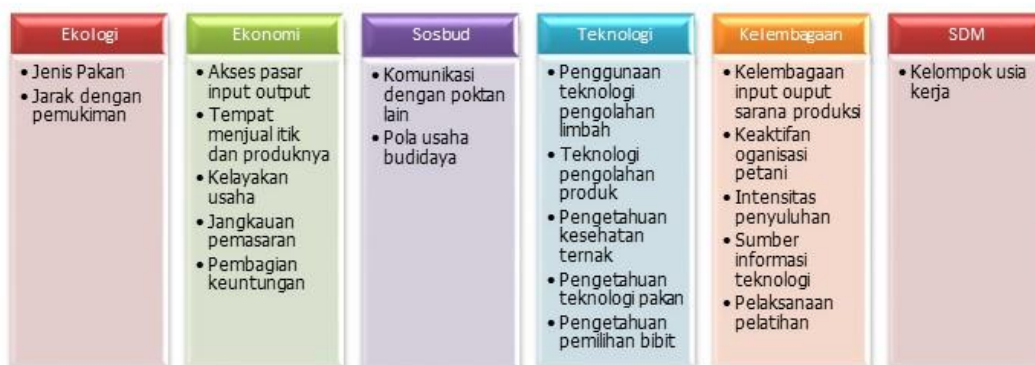 Ekologi
• Jenis Pakan
• Jarak dengan
pemukiman
Ekonomi
• Akses pasar
input output
• Tempat
menjual itik
dan produknya
• Kelayakan
usaha
• Jangkauan
pemasaran
• Pembagian
keuntungan
Sosbud
• Komunikasi
dengan poktan
lain
• Pola usaha
budidaya
Teknologi
• Penggunaan
teknologi
pengolahan
limbah
• Teknologi
pengolahan
produk
• Pengetahuan
kesehatan
ternak
• Pengetahuan
teknologi pakan
• Pengetahuan
pemilihan bibit
Kelembagaan
• Kelembagaan
input ouput
sarana produksi
• Keaktifan
oganisasi
petani
• Intensitas
penyuluhan
• Sumber
informasi
teknologi
• Pelaksanaan
pelatihan
SDM
• Kelompok usia
kerja